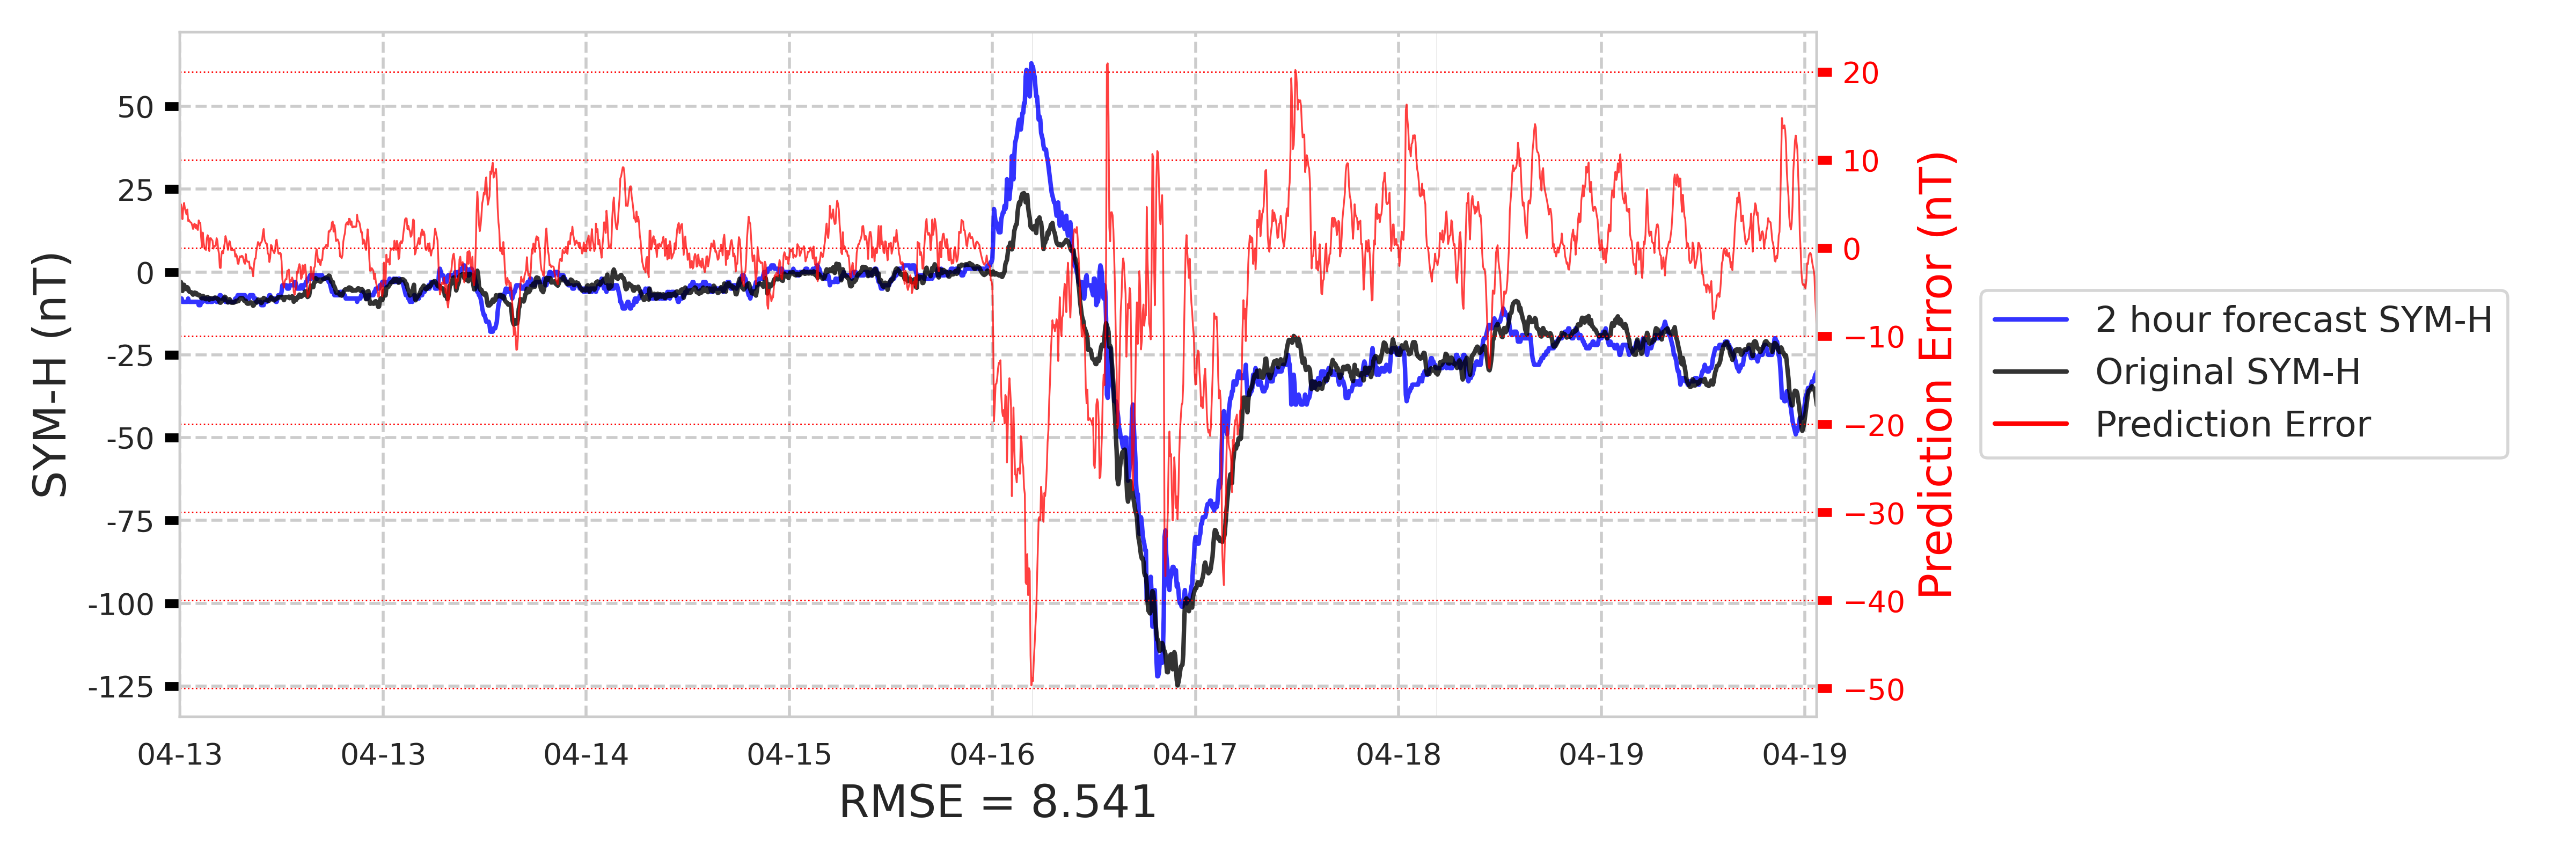 SYM-H (nT)
50
25
0
-25
-50
-75
-100
-125
20
10
0
−10
−20
−30
−40
−50
Prediction Error (nT)
2 hour forecast SYM-H
Original SYM-H
Prediction Error
04-13 04-13 04-14 04-15 04-16 04-17 04-18 04-19 04-19
RMSE = 8.541